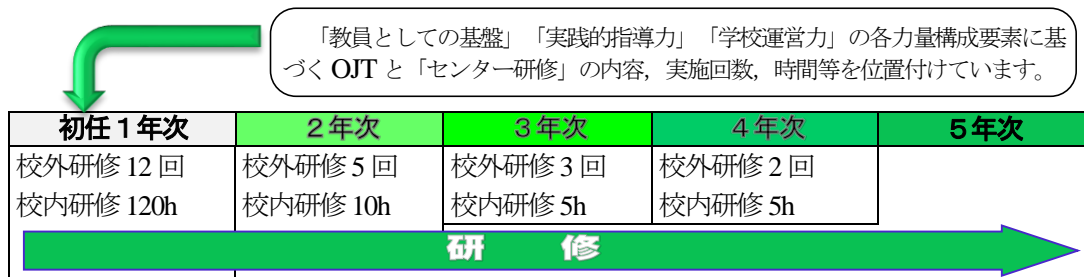 「教員としての基盤」「実践的指導力」「学校運営力」の各力量構成要素に基
づくOJTと「センター研修」の内容，実施回数，時間等を位置付けています。
初任1年次 2年次 3年次 4年次 5年次
校外研修12回 校外研修5回 校外研修3回 校外研修2回
校内研修120h 校内研修10h 校内研修5h 校内研修5h
研 修